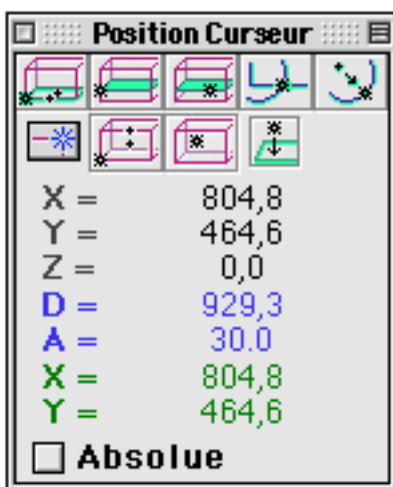 Position Curseur
X = 804,8
Y = 464,6
Z = 0,0
D = 929,3
A = 30.0
X = 804,8
Y = 464,6
Absolue